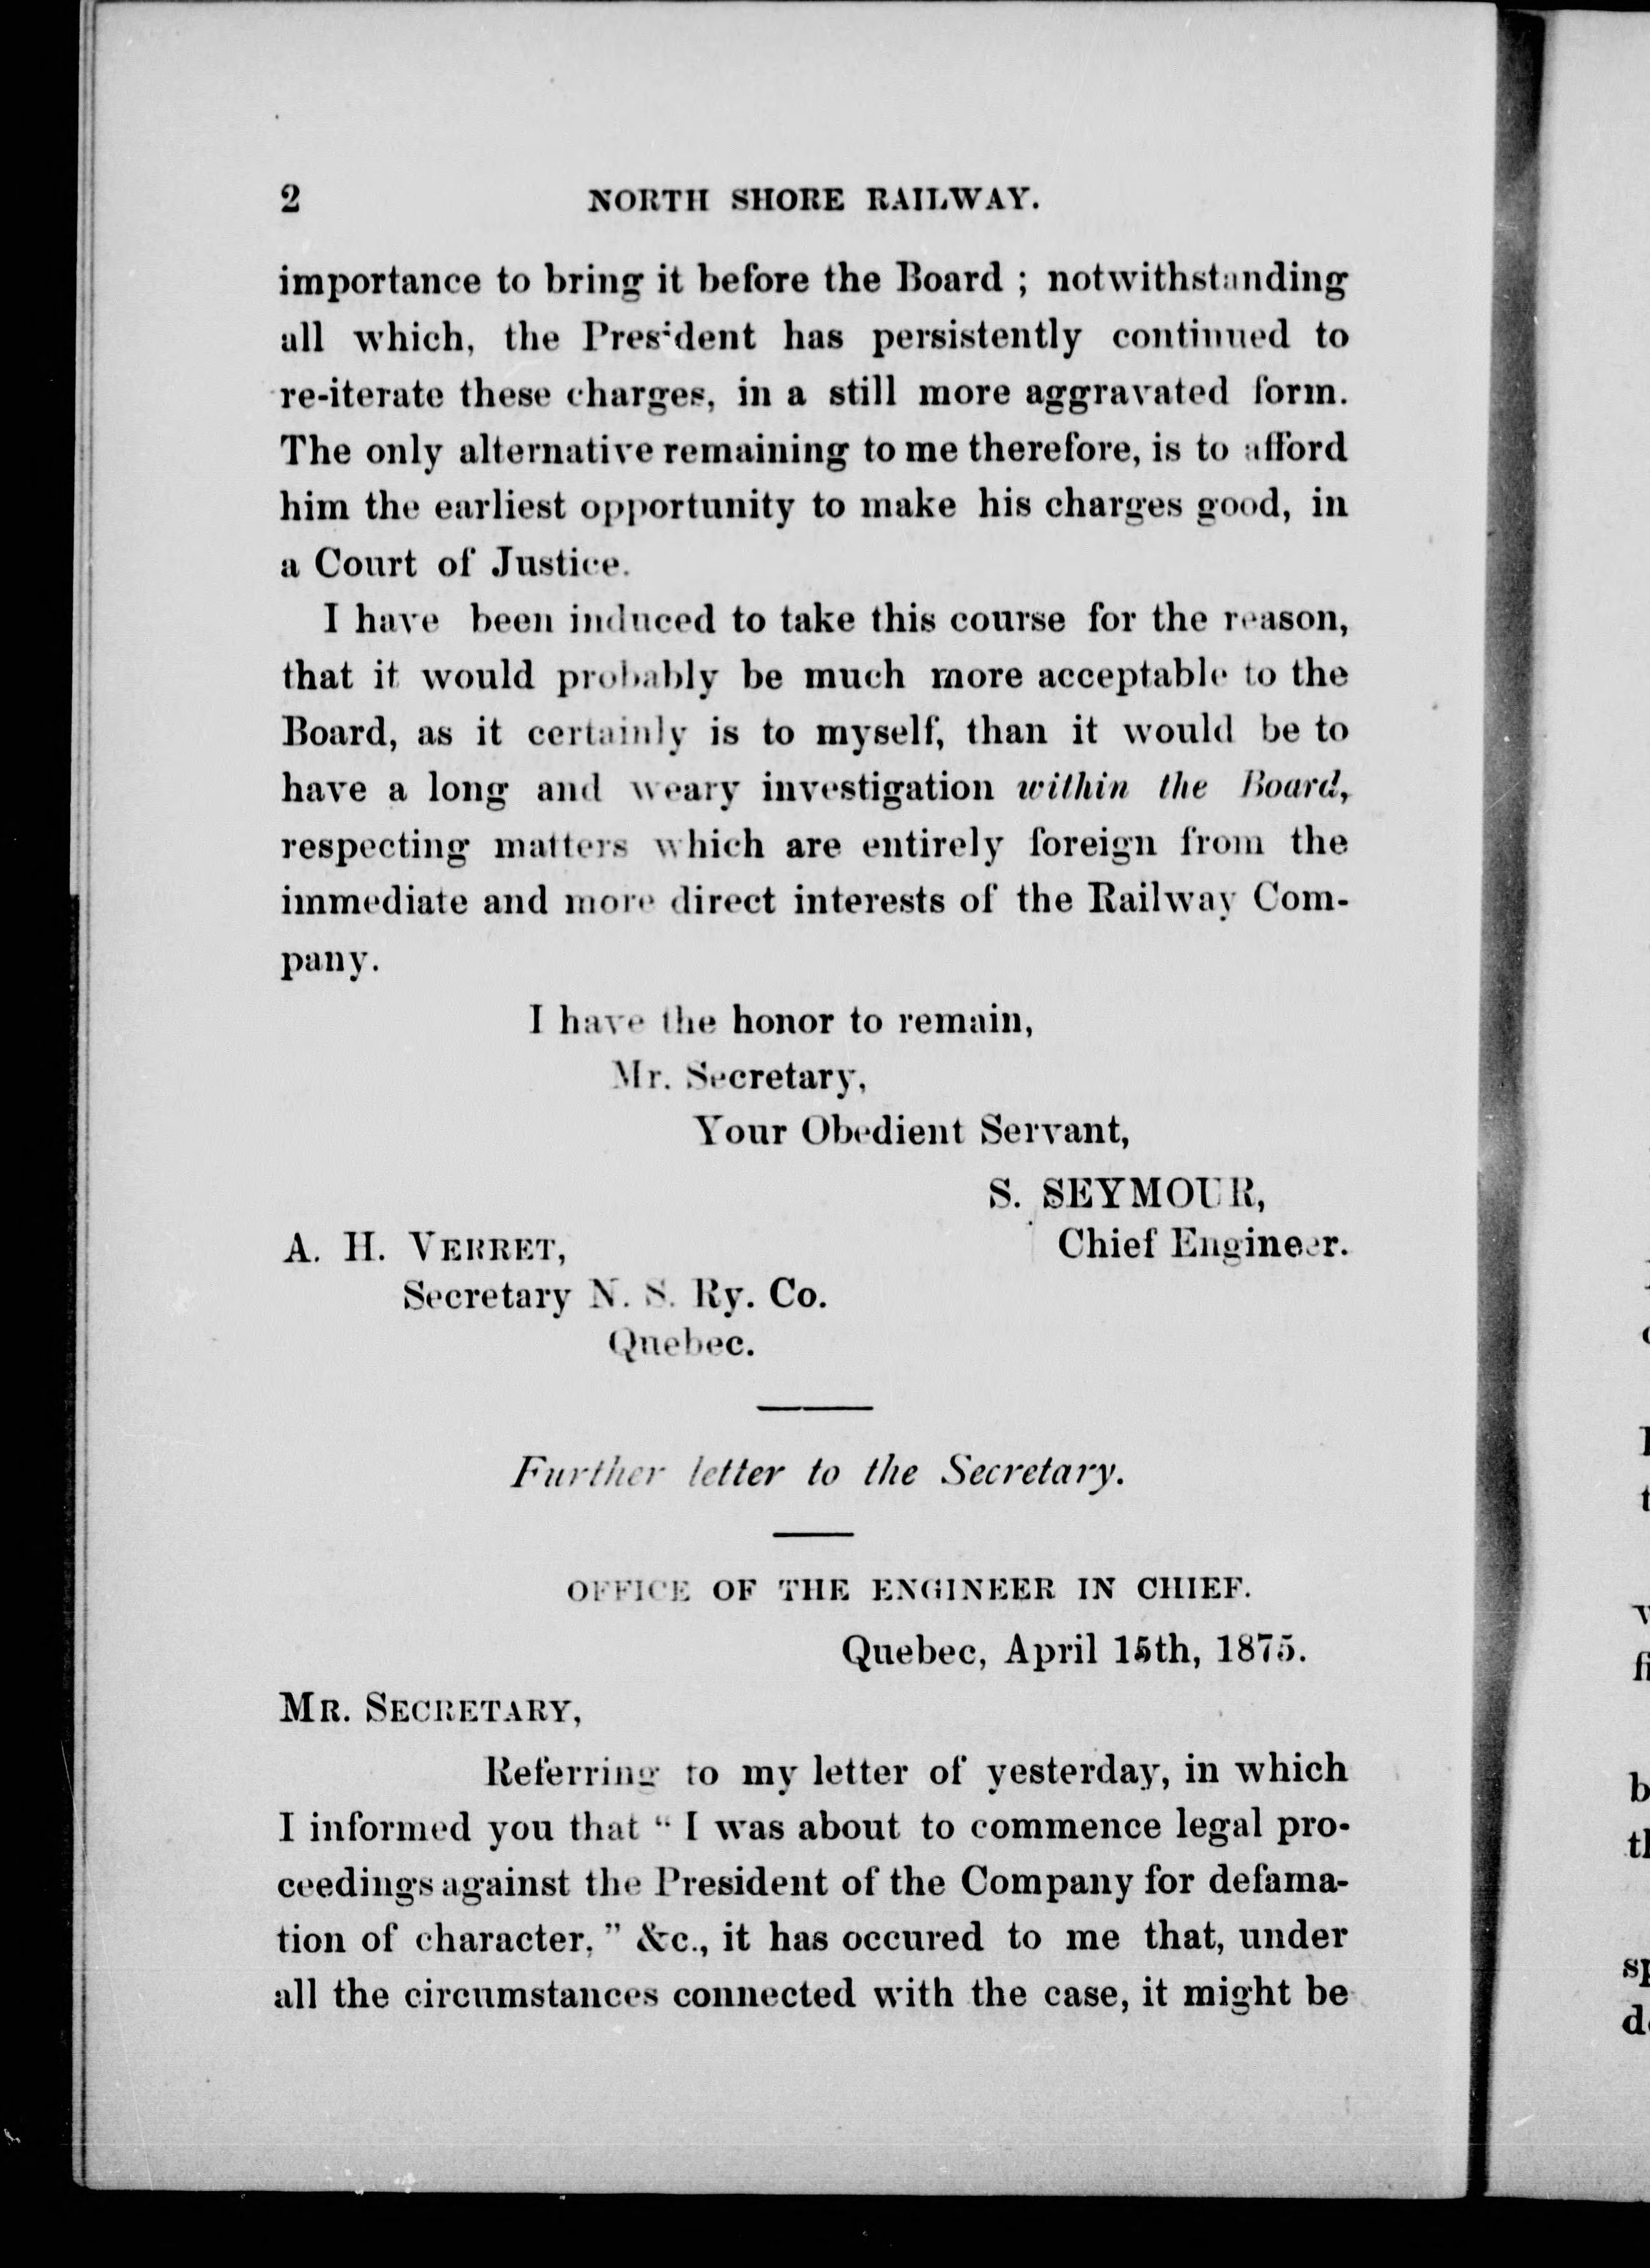 2 NORTH SHORE RAILWAY.
importance to bring it before the Board ; notwithstanding
all which, the President has persistently continued to
re-iterate these charges, in a still more aggravated form.
The only alternative remaining to me therefore, is to afford
him the earliest opportunity to make his charges good, in
a Court of Justice.
I have been induced to take this course for the reason,
that it would probably be much more acceptable to the
Board, as it certainly is to myself, than it would be to
have a long and weary investigation within the Board,
respecting matters which are entirely foreign from the
immediate and more direct interests of the Railway Com-
pany.
I have the honor to remain,
Mr. Secretary,
Your Obedient Servant,
S. SEYMOUR,
Chief Engineer.
A. H. VERRET,
Secretary N. S. Ry. Co.
Quebec.
Further letter to the Secretary.
OFFICE OF THE ENGINEER IN CHIEF.
Quebec, April 15th, 1875.
MR. SECRETARY,
Referring to my letter of yesterday, in which
I informed you that “ I was about to commence legal pro-
ceedings against the President of the Company for defama-
tion of character, ” &c., it has occured to me that, under
all the circumstances connected with the case, it might be